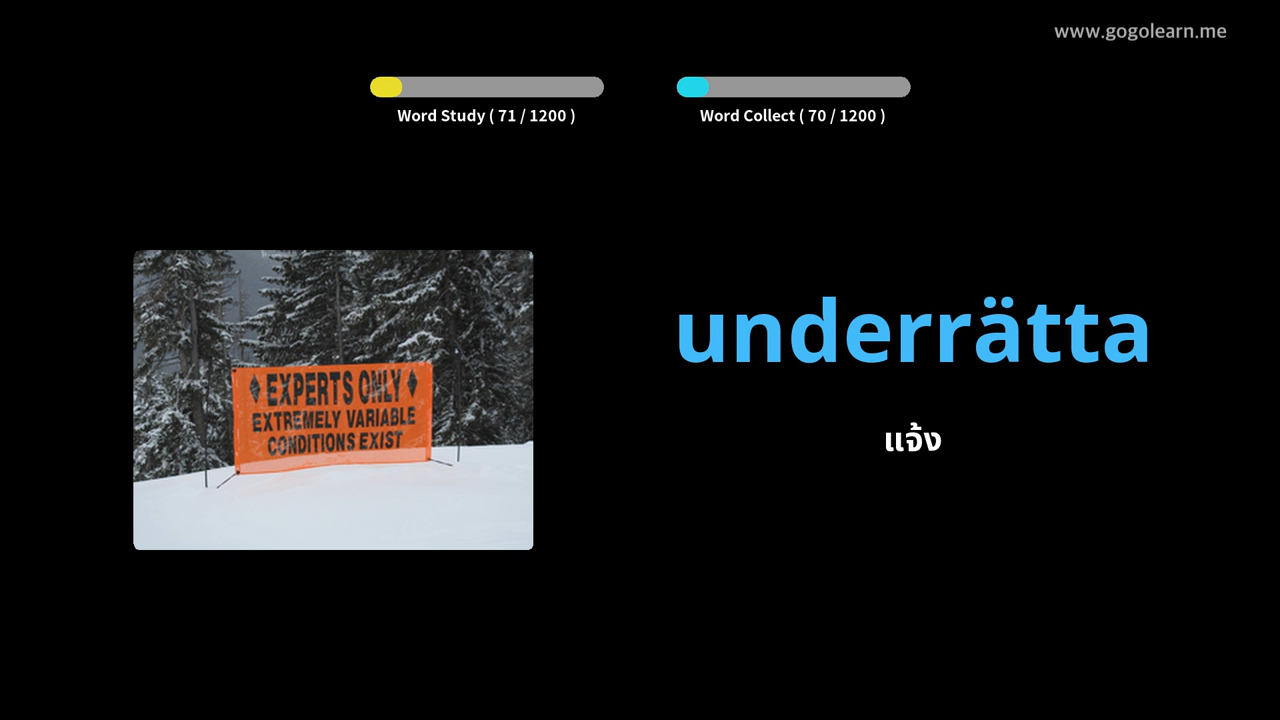 www.gogolearn.me
Word Study ( 71 / 1200 )
Word Collect ( 70 / 1200 )
EXPERTS ONLY
EXTREMELY VARIABLE
CONDITIONS EXIST
underrätta
แจ้ง